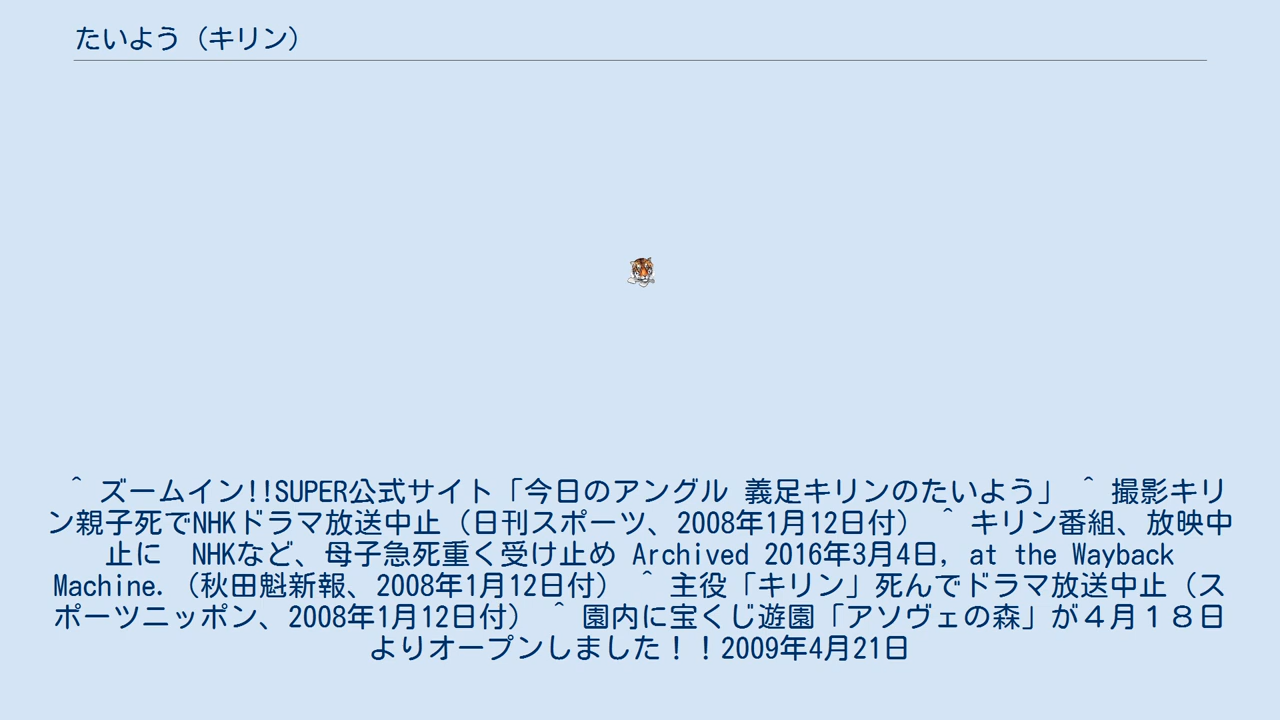 たいよう（キリン）
^ ズームイン!!SUPER公式サイト「今日のアングル 義足キリンのたいよう」 ^ 撮影キリ
ン親子死でNHKドラマ放送中止（日刊スポーツ、2008年1月12日付） ^ キリン番組、放映中
止に　NHKなど、母子急死重く受け止め Archived 2016年3月4日, at the Wayback
Machine.（秋田魁新報、2008年1月12日付） ^ 主役「キリン」死んでドラマ放送中止（ス
ポーツニッポン、2008年1月12日付） ^ 園内に宝くじ遊園「アソヴェの森」が４月１８日
よりオープンしました！！2009年4月21日